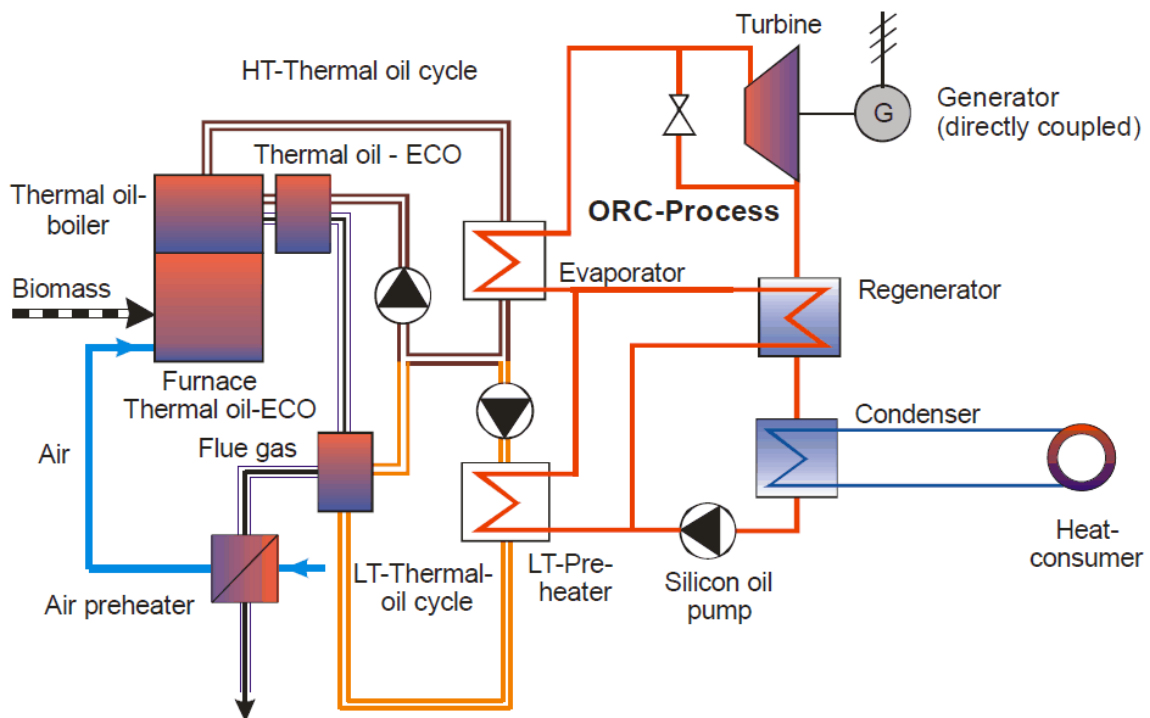 Turbine
HT-Thermal oil cycle
Generator
(directly coupled)
G
Thermal oil - ECO
Thermal oil-
boiler
ORC-Process
Biomass
Evaporator
Regenerator
Furnace
Thermal oil-ECO
Condenser
Air
Flue gas
LT-Thermal-
oil cycle
LT-Pre-
heater
Silicon oil
pump
Heat-
consumer
Air preheater